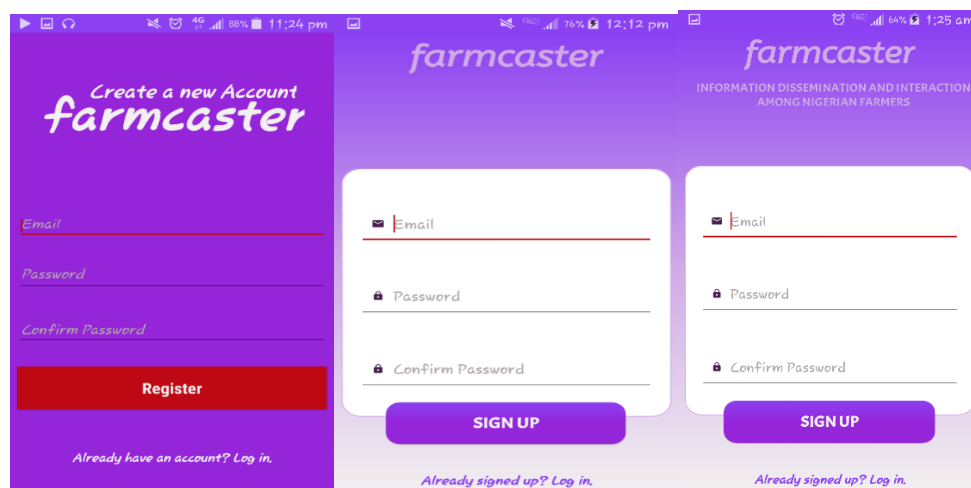 4G 88% 11:24 pm
Create a new Account
farmcaster
Email
Password
Confirm Password
Register
Already have an account? Log in.
76% 12:12 pm
farmcaster
Email
Password
Confirm Password
SIGN UP
Already signed up? Log in.
64% 1:25 am
farmcaster
INFORMATION DISSEMINATION AND INTERACTION
AMONG NIGERIAN FARMERS
Email
Password
Confirm Password
SIGN UP
Already signed up? Log in.